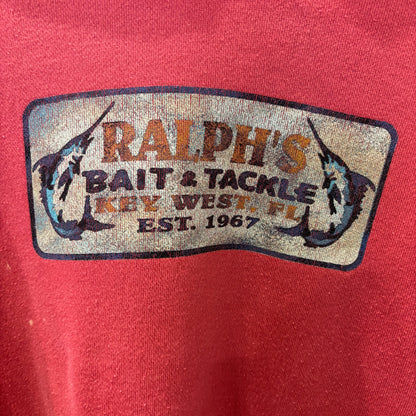 RALPH'S
BAIT & TACKLE
KEY WEST, FL
EST. 1967